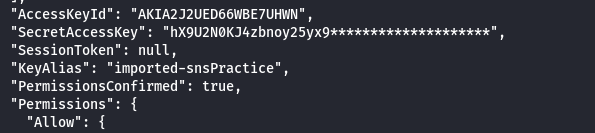 ],
"AccessKeyId": "AKIA2J2UED66WBE7UHWN",
"SecretAccessKey": "hX9U2N0KJ4zbnoy25yx9********************",
"SessionToken": null,
"KeyAlias": "imported-snsPractice",
"PermissionsConfirmed": true,
"Permissions": {
"Allow": {